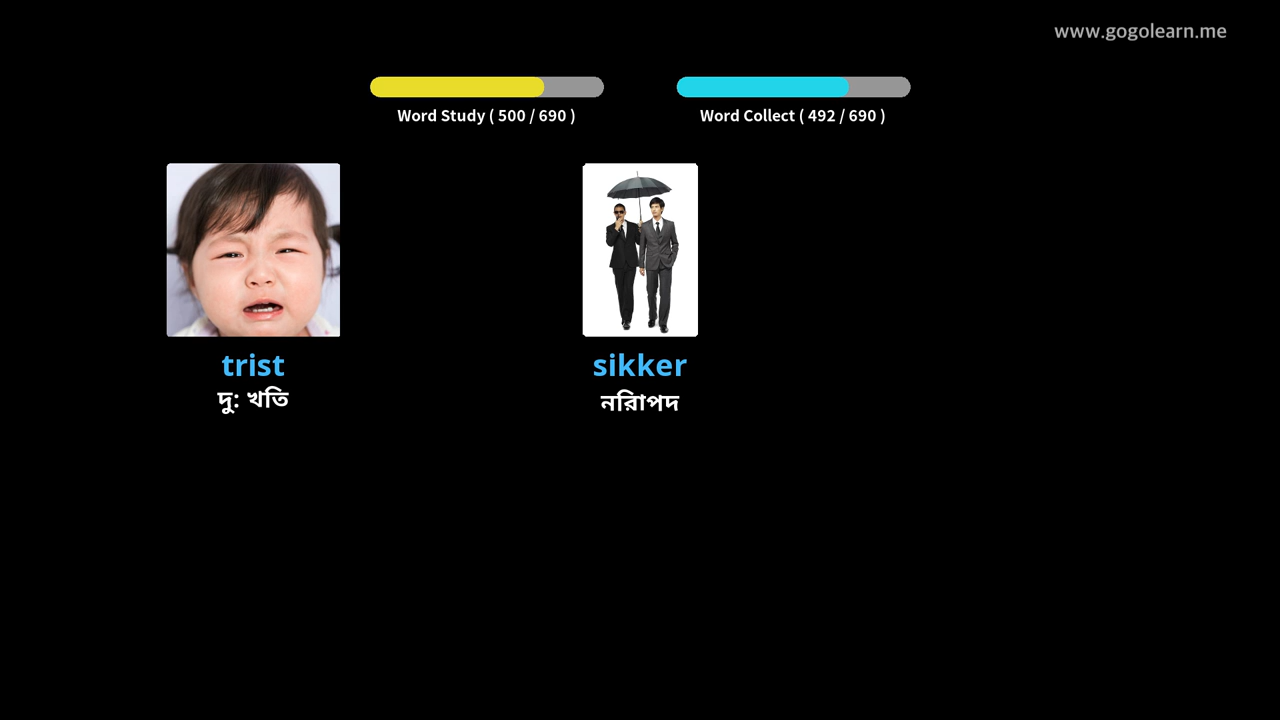 www.gogolearn.me
Word Study ( 500 / 690 )
Word Collect ( 492 / 690 )
trist
দু: খতি
sikker
নরিাপদ